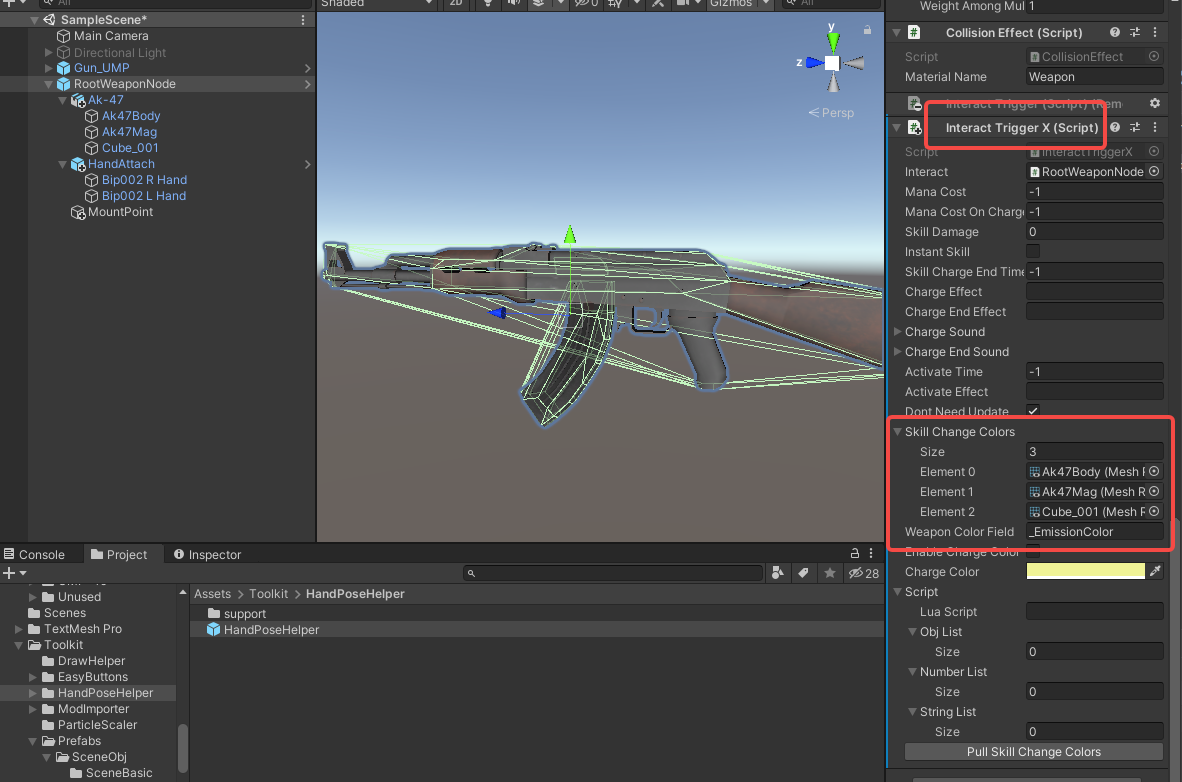 All
Shaded
2D
0
Gizmos
All
SampleScene*
Main Camera
Directional Light
Gun_UMP
RootWeaponNode
Ak-47
Ak47Body
Ak47Mag
Cube_001
HandAttach
Bip002 R Hand
Bip002 L Hand
MountPoint
y
z
Persp
Weight Among Mul 1
Collision Effect (Script)
Script CollisionEffect
Material Name Weapon
Interact Trigger (Script) (Rem
Interact Trigger X (Script)
Script InteractTriggerX
Interact RootWeaponNode
Mana Cost -1
Mana Cost On Charge -1
Skill Damage 0
Instant Skill
Skill Charge End Time -1
Charge Effect
Charge End Effect
Charge Sound
Charge End Sound
Activate Time -1
Activate Effect
Dont Need Update
Skill Change Colors
Size 3
Element 0 Ak47Body (Mesh R
Element 1 Ak47Mag (Mesh R
Element 2 Cube_001 (Mesh R
Weapon Color Field _EmissionColor
Enable Charge Color
Charge Color
Script
Lua Script
Obj List
Size 0
Number List
Size 0
String List
Size 0
Pull Skill Change Colors
Console Project Inspector
28
Unused
Scenes
TextMesh Pro
Toolkit
DrawHelper
EasyButtons
HandPoseHelper
ModImporter
ParticleScaler
Prefabs
SceneObj
SceneBasic
Assets > Toolkit > HandPoseHelper
support
HandPoseHelper